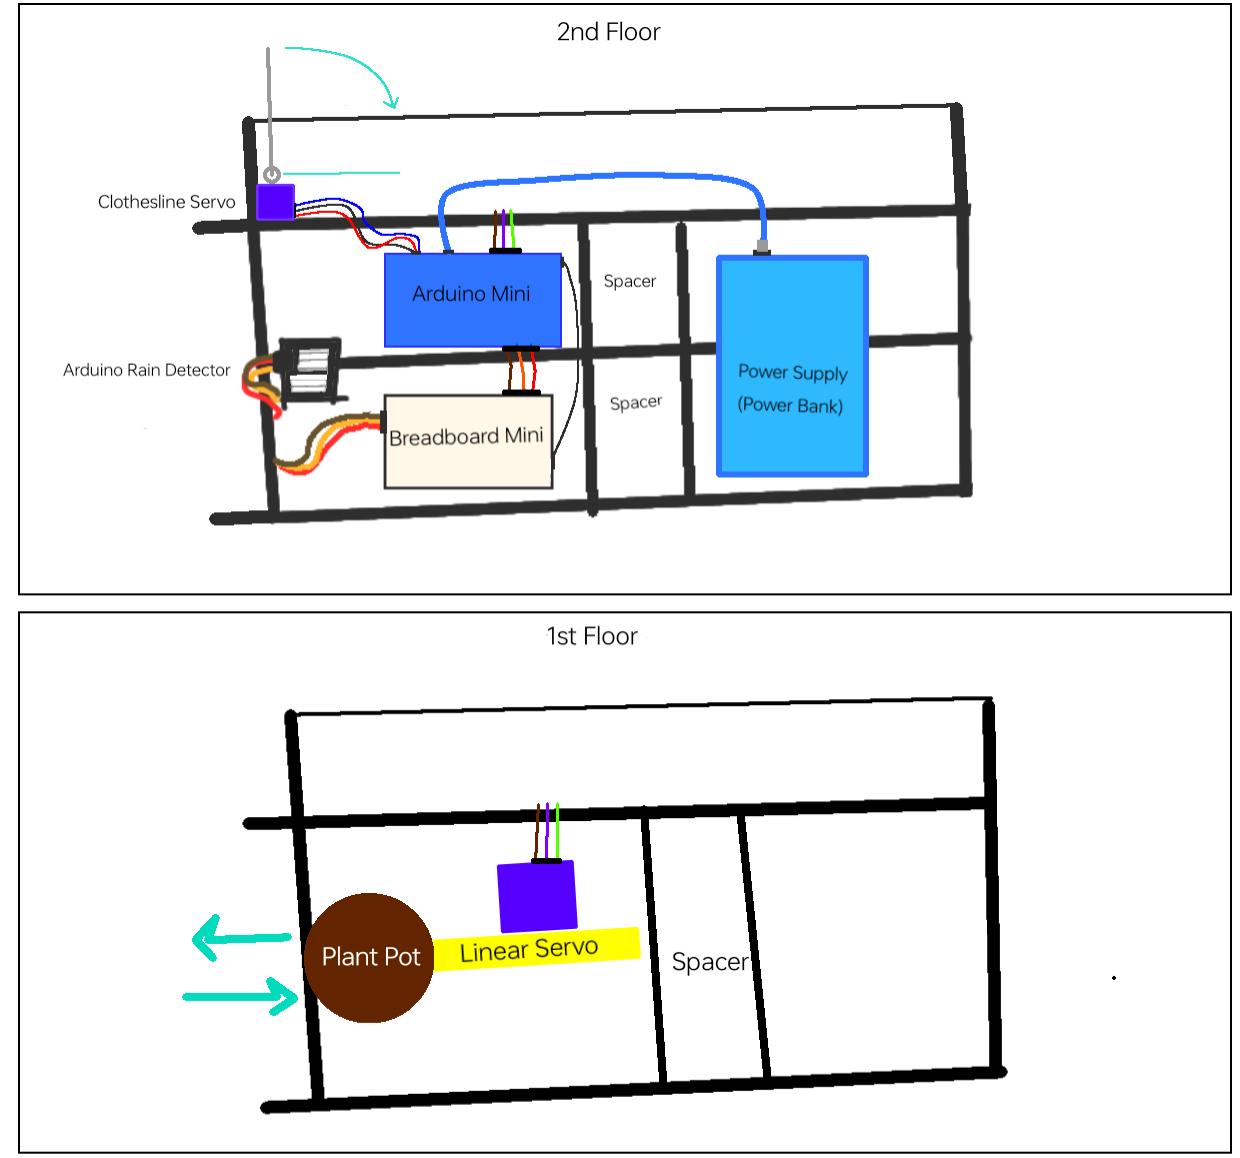 2nd Floor
Clothesline Servo
Arduino Mini
Spacer
Arduino Rain Detector
Power Supply
(Power Bank)
Spacer
Breadboard Mini
1st Floor
Plant Pot
Linear Servo
Spacer